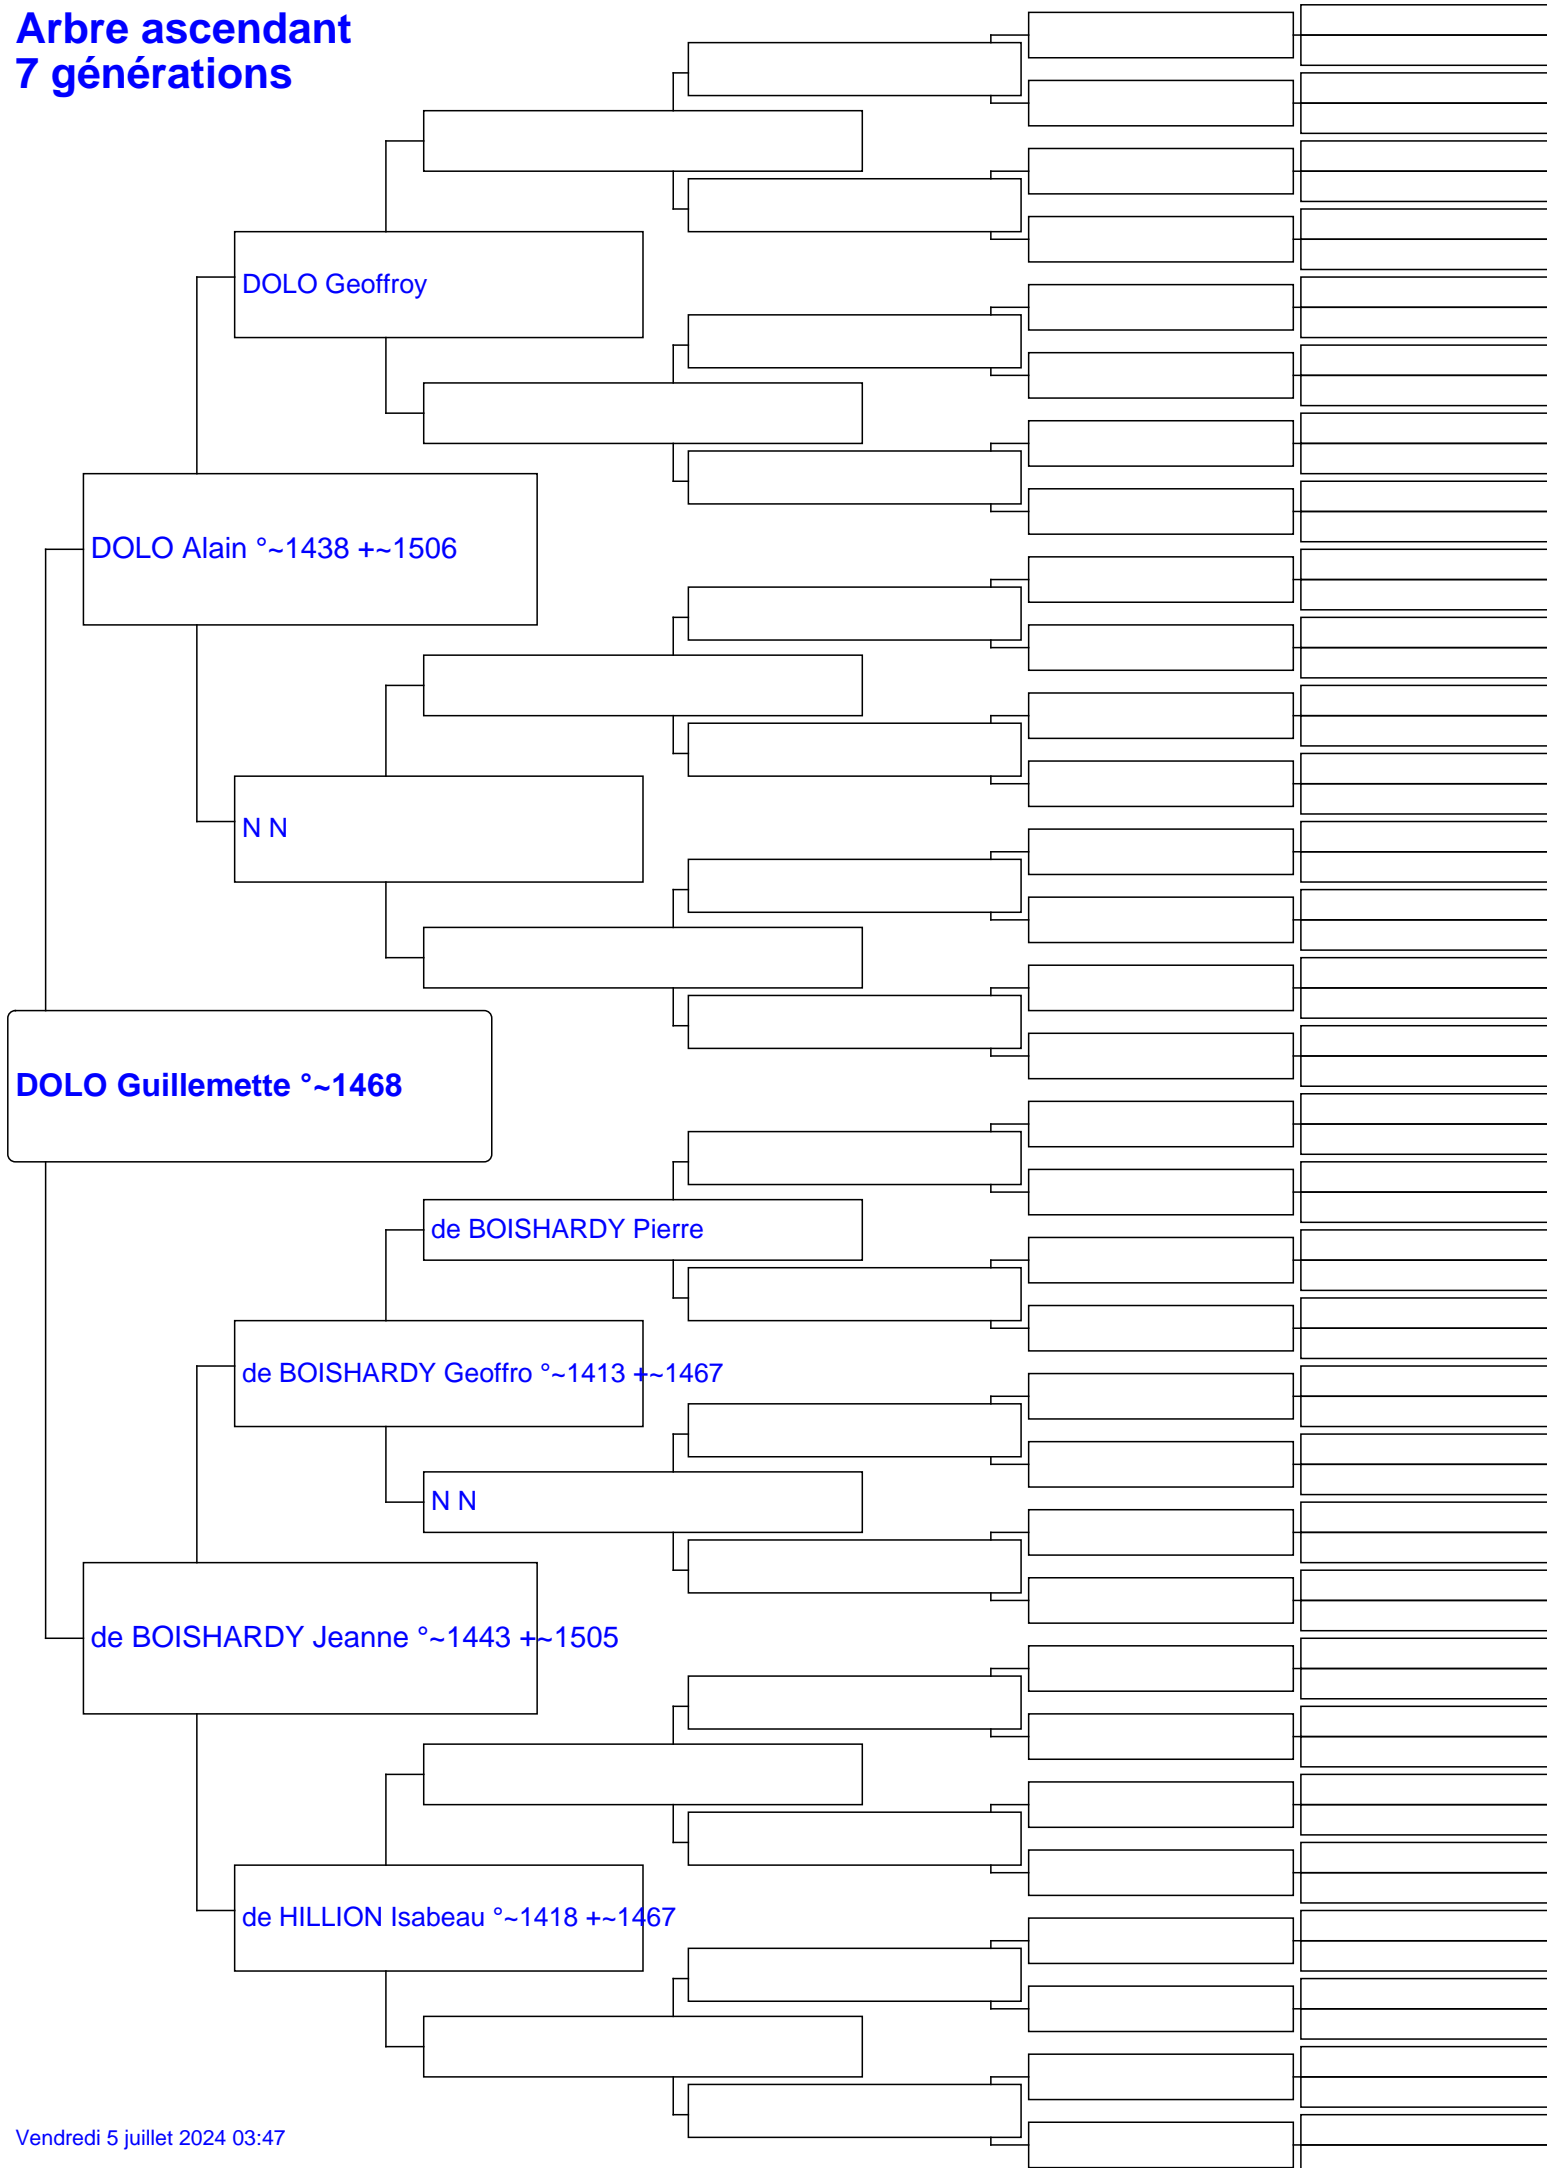 Arbre ascendant
7 générations
DOLO Geoffroy
DOLO Alain °~1438 +~1506
N N
DOLO Guillemette °~1468
de BOISHARDY Pierre
de BOISHARDY Geoffro °~1413 +~1467
N N
de BOISHARDY Jeanne °~1443 +~1505
de HILLION Isabeau °~1418 +~1467
Vendredi 5 juillet 2024 03:47